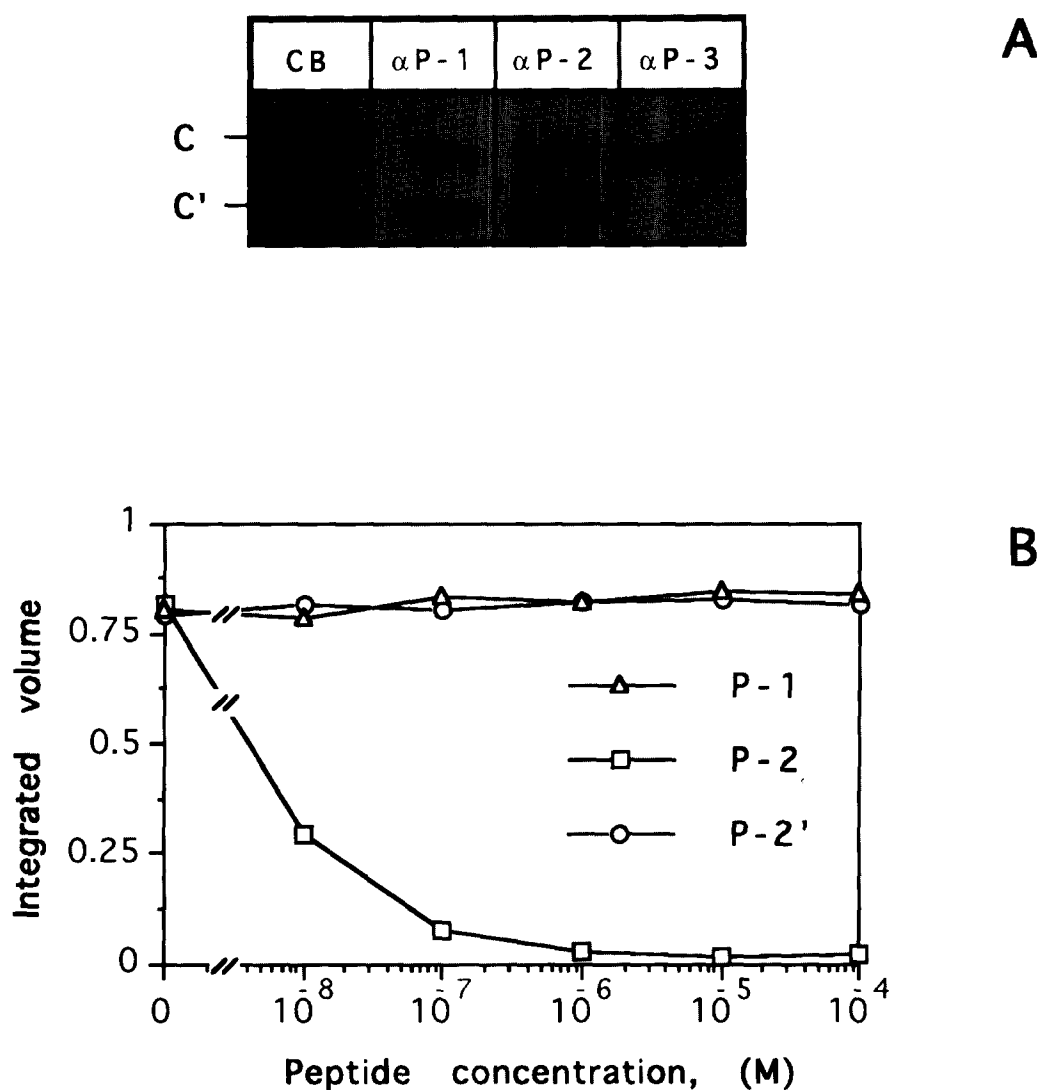 A
CB αP-1 αP-2 αP-3
C
C'
B
1
0.75
0.5
0.25
0
Integrated volume
P-1
P-2
P-2'
0 10^-8 10^-7 10^-6 10^-5 10^-4
Peptide concentration, (M)